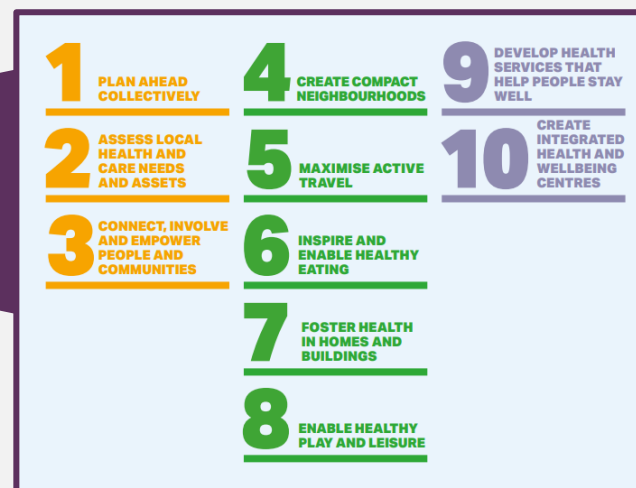 1
PLAN AHEAD
COLLECTIVELY
2
ASSESS LOCAL
HEALTH AND
CARE NEEDS
AND ASSETS
3
CONNECT, INVOLVE
AND EMPOWER
PEOPLE AND
COMMUNITIES
4
CREATE COMPACT
NEIGHBOURHOODS
5
MAXIMISE ACTIVE
TRAVEL
6
INSPIRE AND
ENABLE HEALTHY
EATING
7
FOSTER HEALTH
IN HOMES AND
BUILDINGS
8
ENABLE HEALTHY
PLAY AND LEISURE
9
DEVELOP HEALTH
SERVICES THAT
HELP PEOPLE STAY
WELL
10
CREATE
INTEGRATED
HEALTH AND
WELLBEING
CENTRES